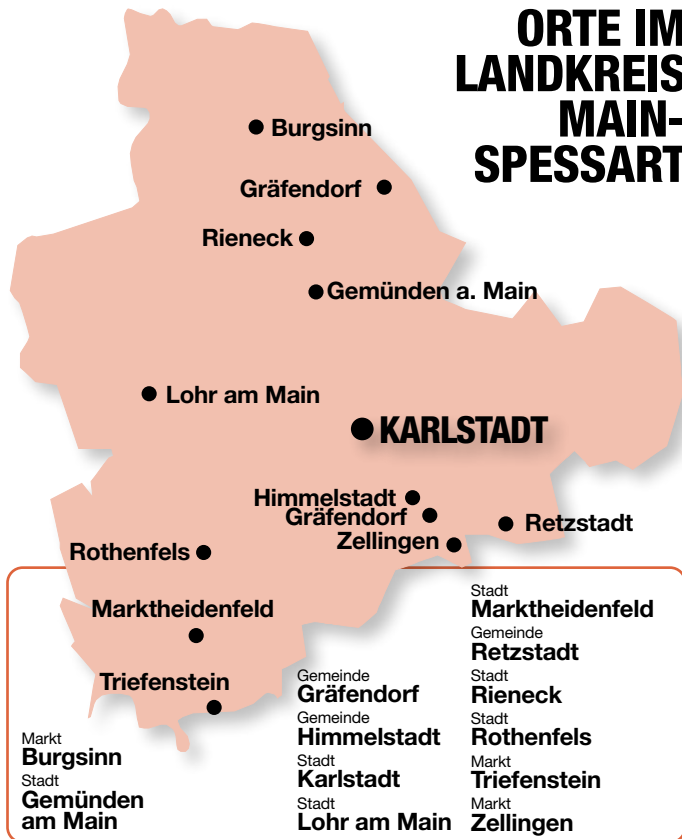 ORTE IM
LANDKREIS
MAIN-
SPESSART
Burgsinn
Gräfendorf
Rieneck
Gemünden a. Main
Lohr am Main
KARLSTADT
Himmelstadt
Gräfendorf
Retzstadt
Zellingen
Rothenfels
Marktheidenfeld
Triefenstein
Markt
Burgsinn
Stadt
Gemünden
am Main
Gemeinde
Gräfendorf
Gemeinde
Himmelstadt
Stadt
Karlstadt
Stadt
Lohr am Main
Stadt
Marktheidenfeld
Gemeinde
Retzstadt
Stadt
Rieneck
Stadt
Rothenfels
Markt
Triefenstein
Markt
Zellingen